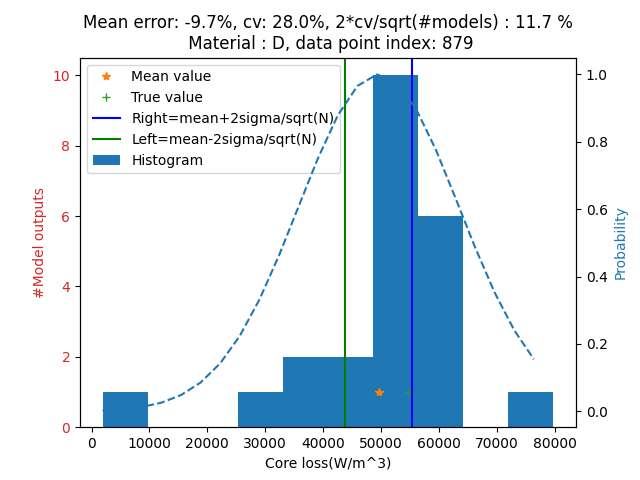 Mean error: -9.7%, cv: 28.0%, 2*cv/sqrt(#models) : 11.7 %
Material : D, data point index: 879
Mean value
True value
Right=mean+2sigma/sqrt(N)
Left=mean-2sigma/sqrt(N)
Histogram
#Model outputs
10
8
6
4
2
0
Probability
1.0
0.8
0.6
0.4
0.2
0.0
0 10000 20000 30000 40000 50000 60000 70000 80000
Core loss(W/m^3)